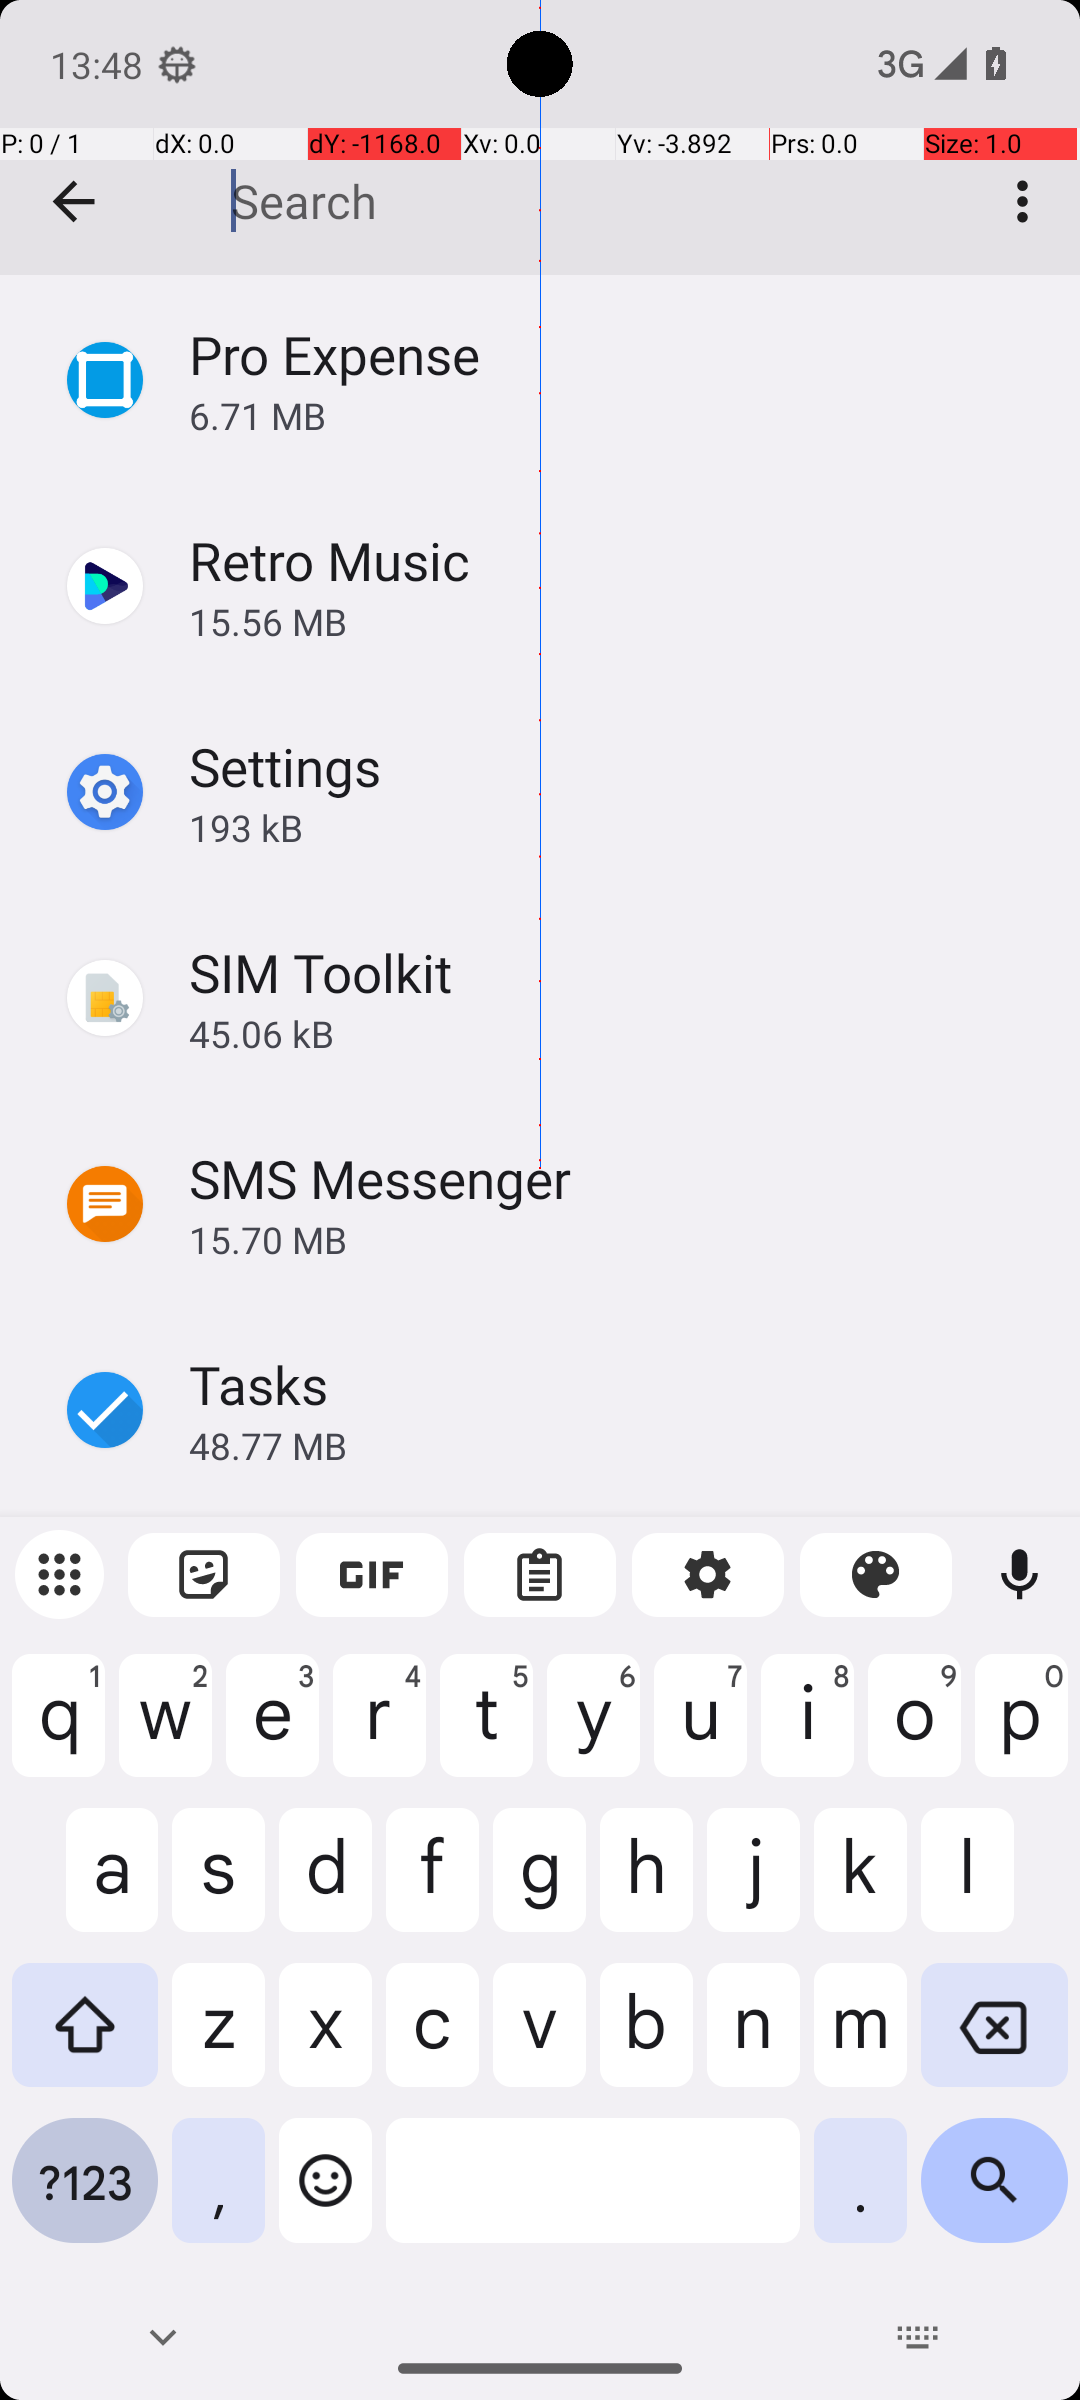 13:48 3G
P: 0 / 1 dX: 0.0 dY: -1168.0 Xv: 0.0 Yv: -3.892 Prs: 0.0 Size: 1.0
Search
Pro Expense
6.71 MB
Retro Music
15.56 MB
Settings
193 kB
SIM Toolkit
45.06 kB
SMS Messenger
15.70 MB
Tasks
48.77 MB
GIF
q 1 w 2 e 3 r 4 t 5 y 6 u 7 i 8 o 9 p 0
a s d f g h j k l
z x c v b n m
?123 , .